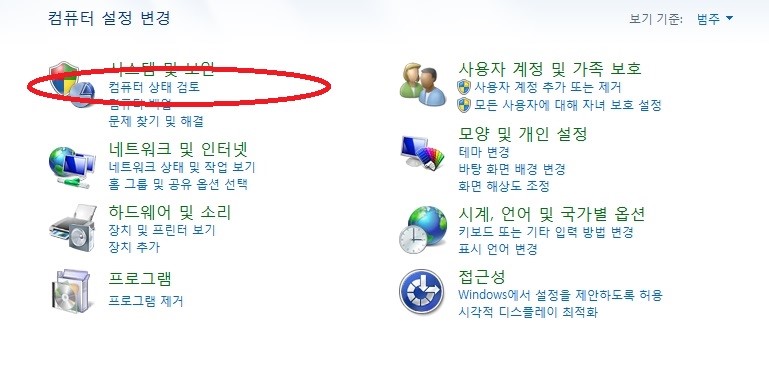 컴퓨터 설정 변경
보기 기준: 범주
시스템 및 보안
컴퓨터 상태 검토
컴퓨터 백업
문제 찾기 및 해결
네트워크 및 인터넷
네트워크 상태 및 작업 보기
홈 그룹 및 공유 옵션 선택
하드웨어 및 소리
장치 및 프린터 보기
장치 추가
프로그램
프로그램 제거
사용자 계정 및 가족 보호
사용자 계정 추가 또는 제거
모든 사용자에 대해 자녀 보호 설정
모양 및 개인 설정
테마 변경
바탕 화면 배경 변경
화면 해상도 조정
시계, 언어 및 국가별 옵션
키보드 또는 기타 입력 방법 변경
표시 언어 변경
접근성
Windows에서 설정을 제안하도록 허용
시각적 디스플레이 최적화